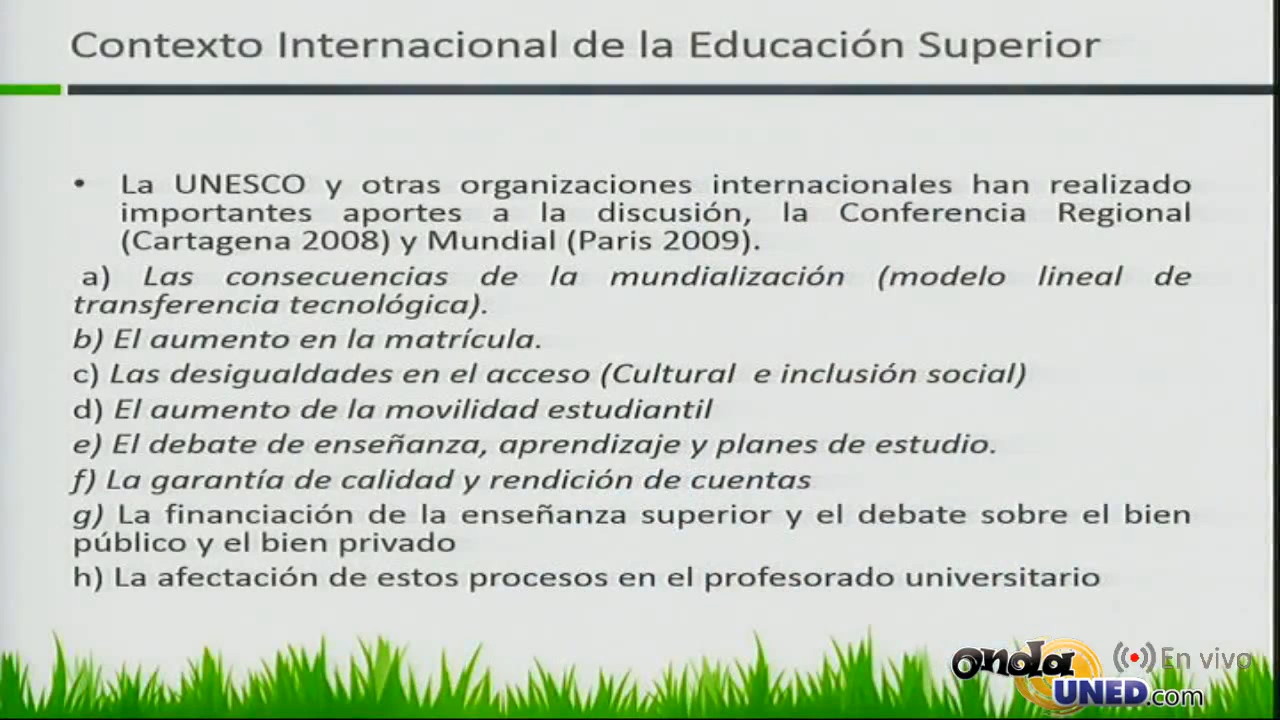 Contexto Internacional de la Educación Superior
• La UNESCO y otras organizaciones internacionales han realizado
importantes aportes a la discusión, la Conferencia Regional
(Cartagena 2008) y Mundial (Paris 2009).
a) Las consecuencias de la mundialización (modelo lineal de
transferencia tecnológica).
b) El aumento en la matrícula.
c) Las desigualdades en el acceso (Cultural e inclusión social)
d) El aumento de la movilidad estudiantil
e) El debate de enseñanza, aprendizaje y planes de estudio.
f) La garantía de calidad y rendición de cuentas
g) La financiación de la enseñanza superior y el debate sobre el bien
público y el bien privado
h) La afectación de estos procesos en el profesorado universitario
onda
UNED.com
En vivo